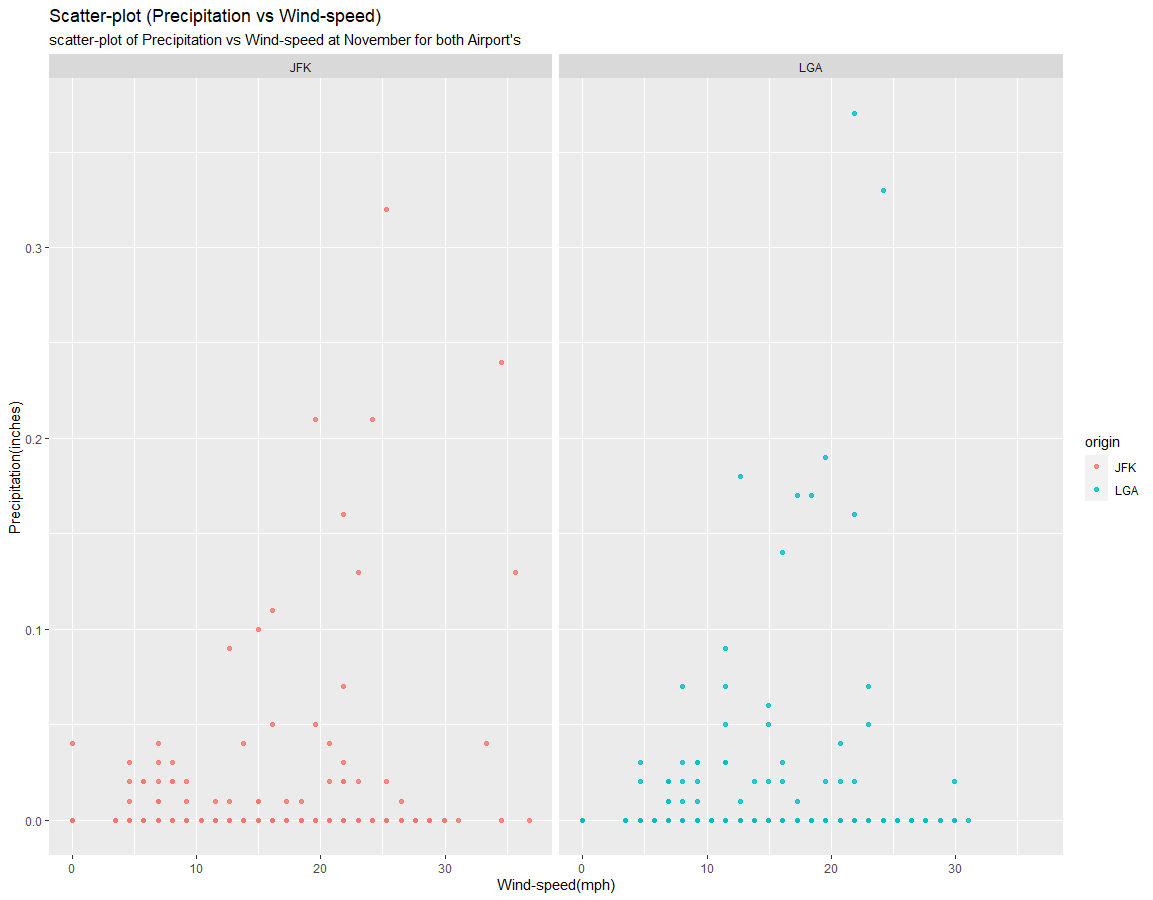 Scatter-plot (Precipitation vs Wind-speed)
scatter-plot of Precipitation vs Wind-speed at November for both Airport's
JFK
LGA
Precipitation(inches)
0.3
0.2
0.1
0.0
0
10
20
30
0
10
20
30
Wind-speed(mph)
origin
JFK
LGA